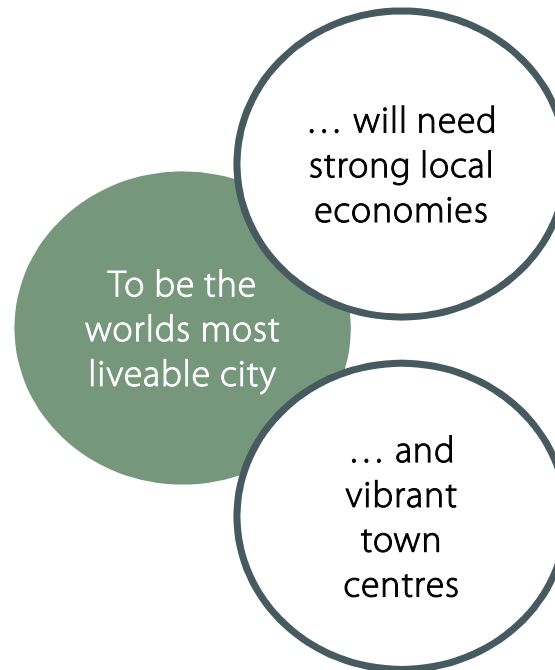 To be the
worlds most
liveable city
… will need
strong local
economies
… and
vibrant
town
centres